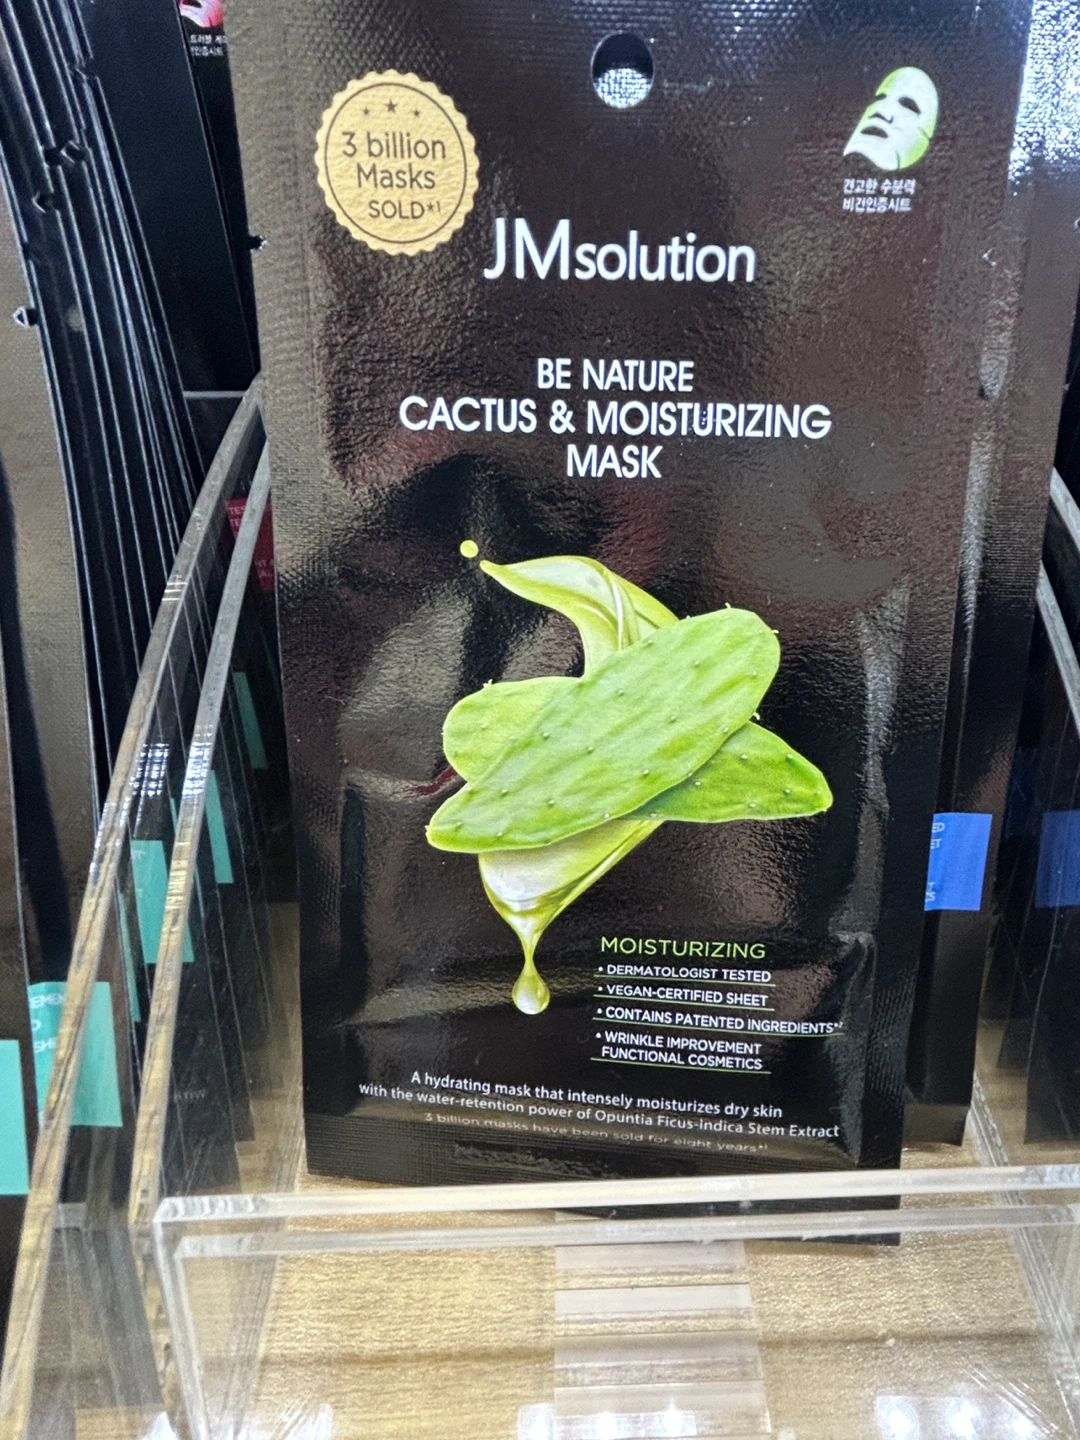 3 billion
Masks
SOLD*¹
견고한 수분력
비건인증시트
JMsolution
BE NATURE
CACTUS & MOISTURIZING
MASK
MOISTURIZING
• DERMATOLOGIST TESTED
• VEGAN-CERTIFIED SHEET
• CONTAINS PATENTED INGREDIENTS*²
• WRINKLE IMPROVEMENT
FUNCTIONAL COSMETICS
A hydrating mask that intensely moisturizes dry skin
with the water-retention power of Opuntia Ficus-Indica Stem Extract
3 billion masks have been sold for eight years*¹